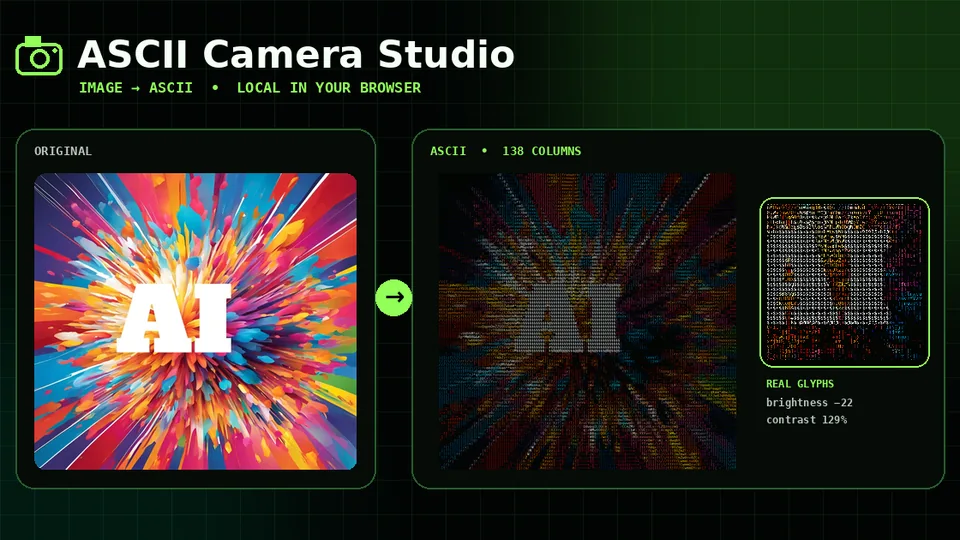 ASCII Camera Studio
IMAGE → ASCII • LOCAL IN YOUR BROWSER
ORIGINAL
AI
→
ASCII • 138 COLUMNS
AI
REAL GLYPHS
brightness −22
contrast 129%